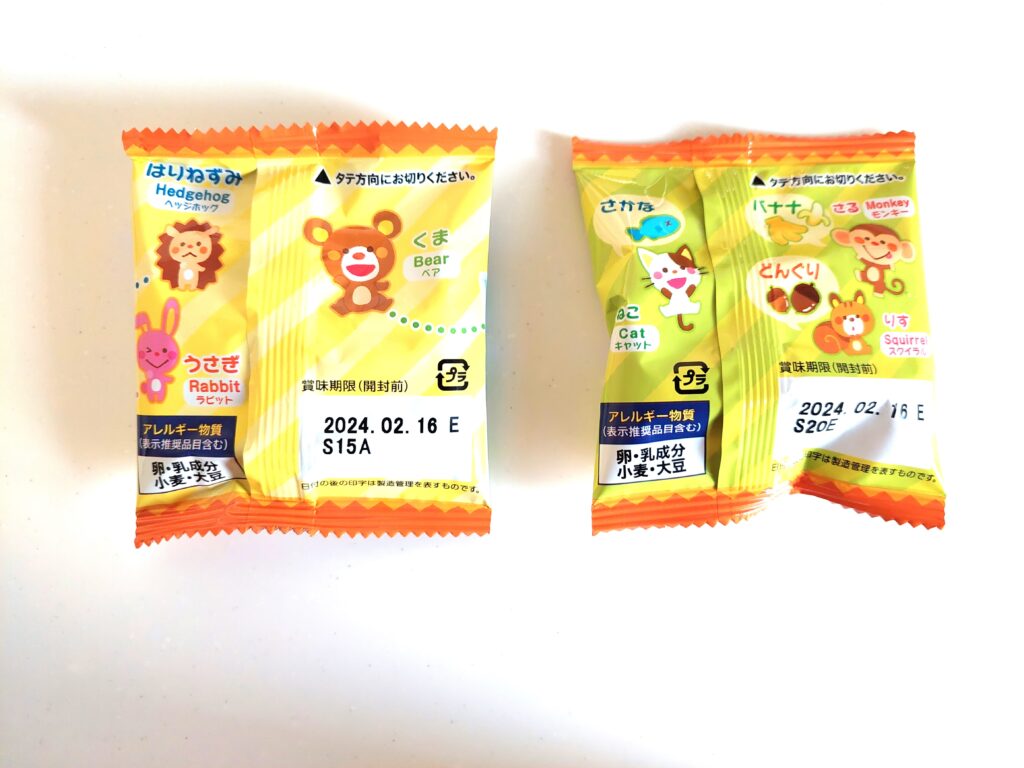 はりねずみ
Hedgehog
ヘッジホッグ
▲タテ方向にお切りください。
くま
Bear
ベア
うさぎ
Rabbit
ラビット
プラ
賞味期限(開封前)
2024.02.16 E
S15A
アレルギー物質
(表示推奨品目含む)
卵・乳成分
小麦・大豆
日付の後の印字は製造管理を表すものです。
▲タテ方向にお切りください。
さかな
バナナ
さる Monkey
モンキー
どんぐり
ねこ
Cat
キャット
りす
Squirrel
スクイラル
プラ
賞味期限(開封前)
2024.02.16 E
S20E
アレルギー物質
(表示推奨品目含む)
卵・乳成分
小麦・大豆
印字は製造管理を表すものです。